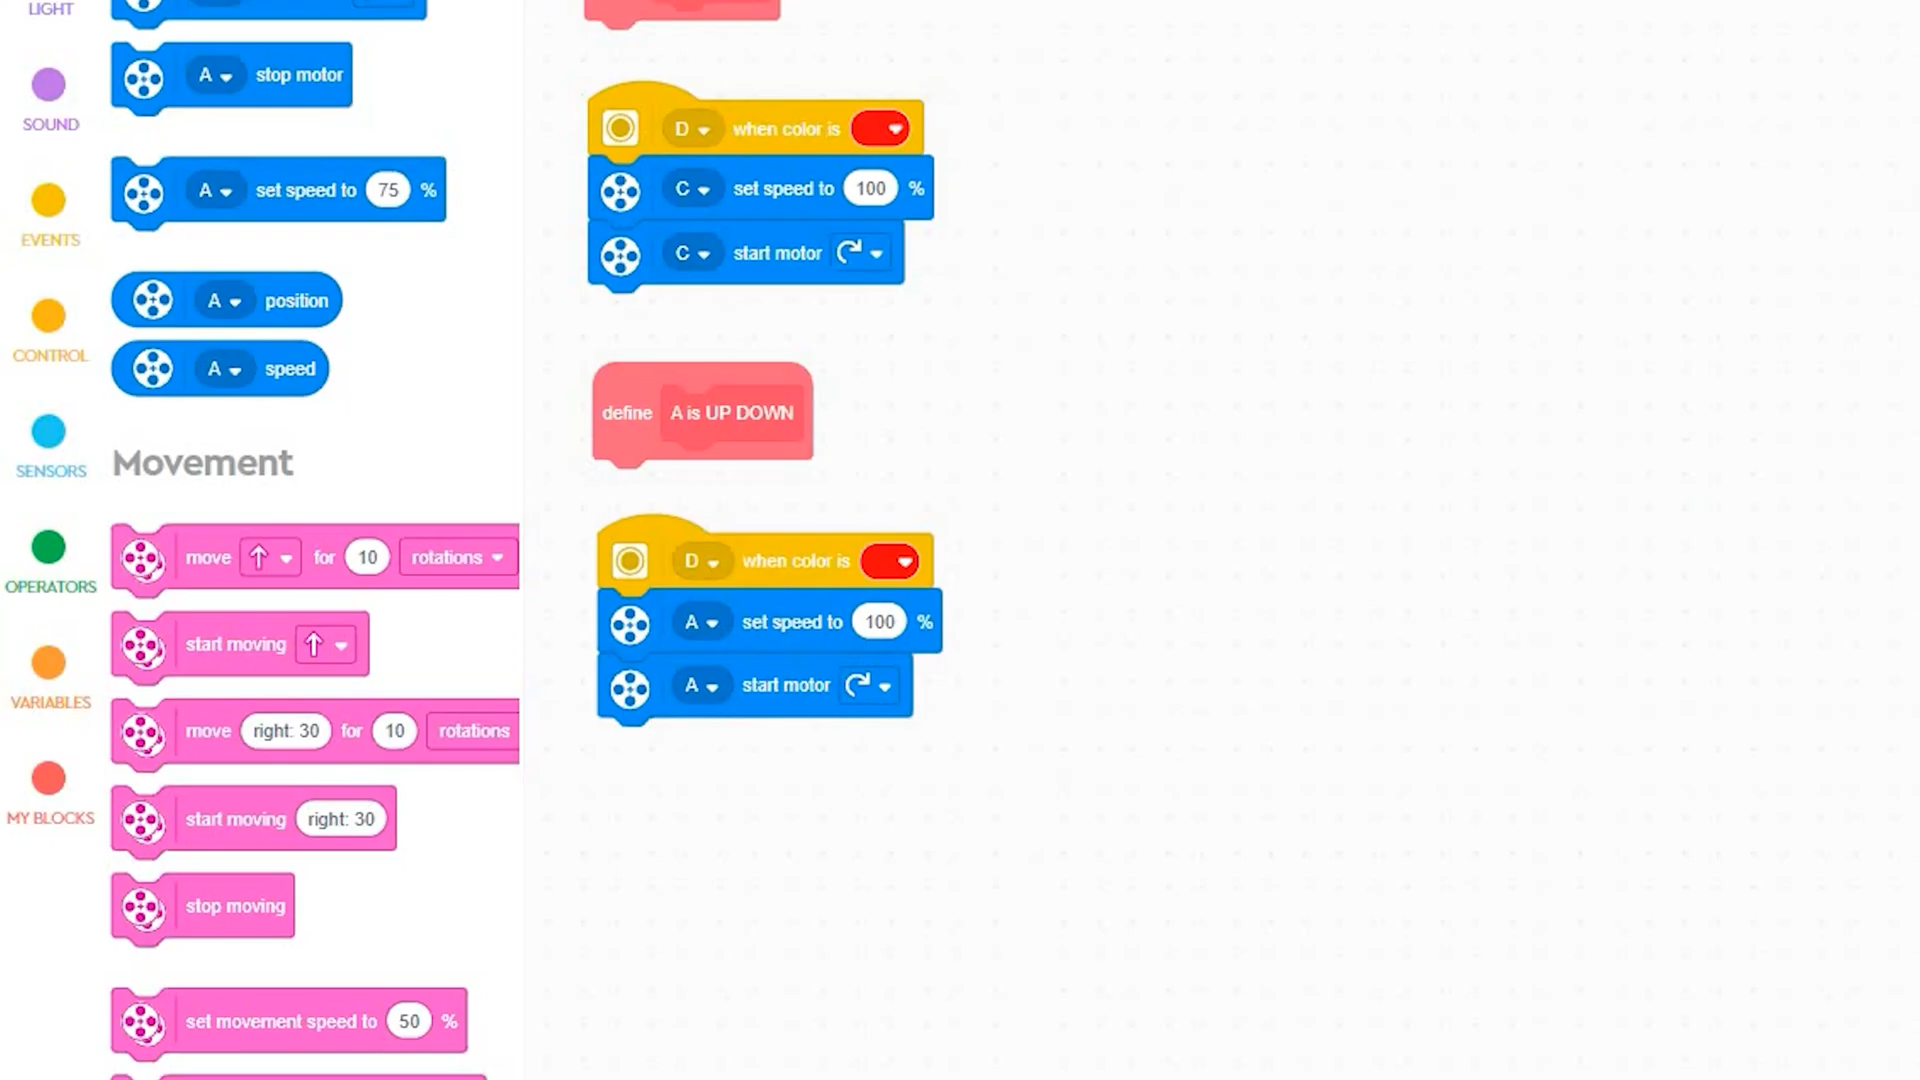 LIGHT
A stop motor
SOUND
A set speed to 75 %
EVENTS
A position
CONTROL
A speed
SENSORS
Movement
move for 10 rotations
OPERATORS
start moving
VARIABLES
move right: 30 for 10 rotations
MY BLOCKS
start moving right: 30
stop moving
set movement speed to 50 %
D when color is
C set speed to 100 %
C start motor
define A is UP DOWN
D when color is
A set speed to 100 %
A start motor